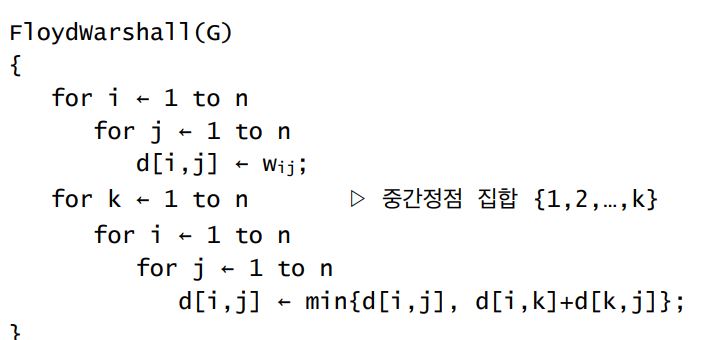 FloydWarshall(G)
{
for i ← 1 to n
for j ← 1 to n
d[i,j] ← wᵢⱼ;
for k ← 1 to n ▷ 중간정점 집합 {1,2,…,k}
for i ← 1 to n
for j ← 1 to n
d[i,j] ← min{d[i,j], d[i,k]+d[k,j]};
}